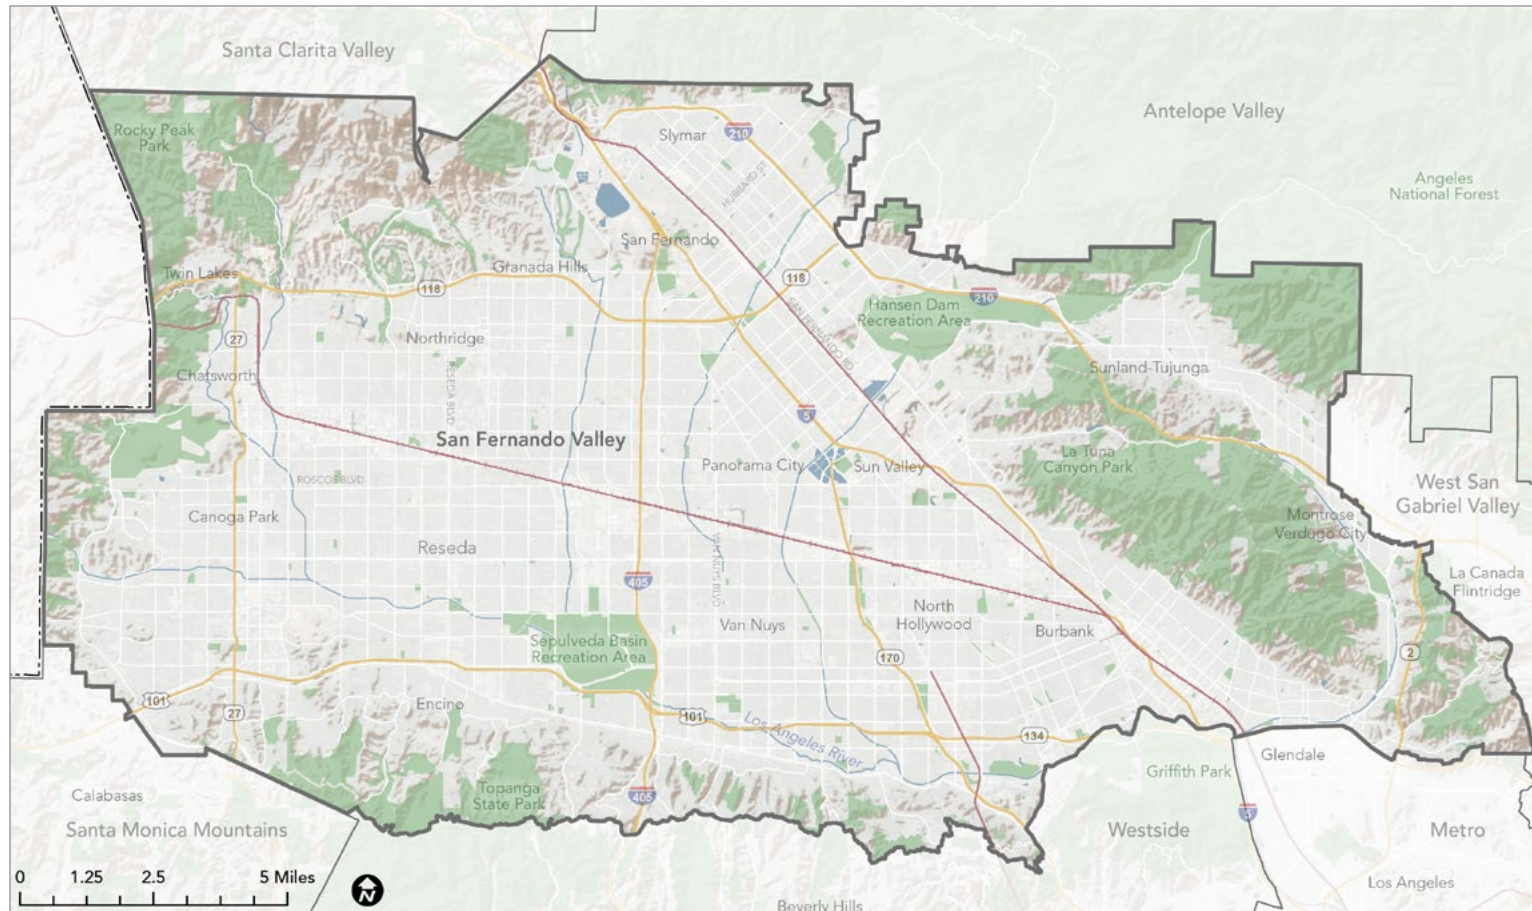 Santa Clarita Valley
Antelope Valley
Rocky Peak
Park
Slymar
210
HUBBARD ST
Angeles
National Forest
San Fernando
Twin Lakes
Granada Hills
118
118
210
Hansen Dam
Recreation Area
SAN FERNANDO RD
27
Northridge
Chatsworth
RESEDA BLVD
Sunland-Tujunga
5
San Fernando Valley
Panorama City
Sun Valley
La Tuna
Canyon Park
ROSCOE BLVD
West San
Gabriel Valley
Canoga Park
Montrose
Verdugo City
Reseda
VAN NUYS BLVD
405
La Canada
Flintridge
North
Hollywood
Van Nuys
Burbank
Sepulveda Basin
Recreation Area
170
2
101
27
Encino
101
Los Angeles River
134
Glendale
Griffith Park
Topanga
State Park
405
Calabasas
Santa Monica Mountains
5
Westside
Metro
0 1.25 2.5 5 Miles
N
Los Angeles
Beverly Hills